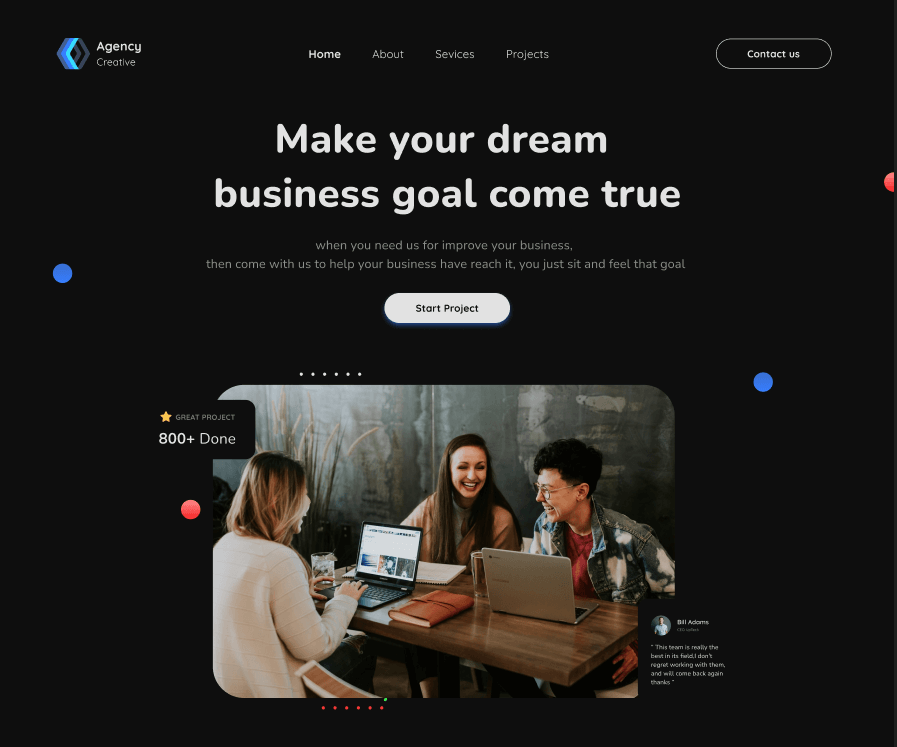 Agency
Creative
Home
About
Sevices
Projects
Contact us
Make your dream
business goal come true
when you need us for improve your business,
then come with us to help your business have reach it, you just sit and feel that goal
Start Project
GREAT PROJECT
800+ Done
Bill Adams
" This team is really the
best in its field.I don't
regret working with them,
and will come back again
thanks "